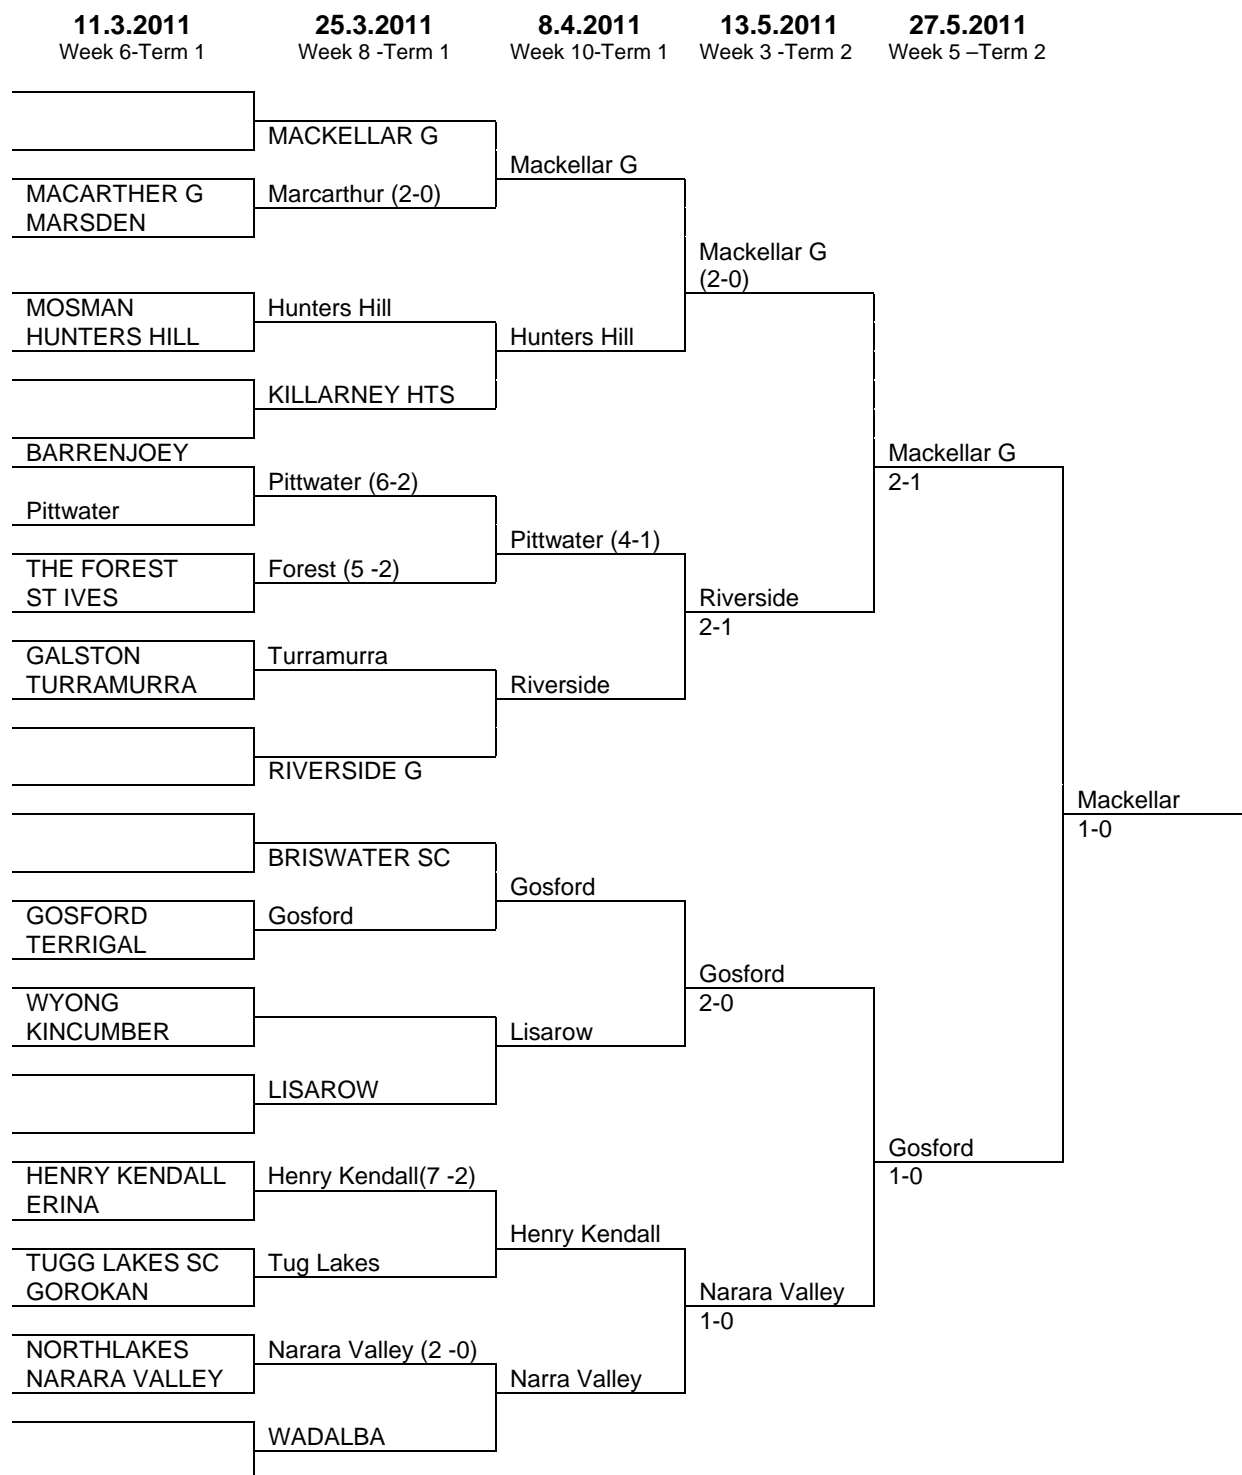 11.3.2011 25.3.2011 8.4.2011 13.5.2011 27.5.2011
Week 6-Term 1 Week 8 -Term 1 Week 10-Term 1 Week 3 -Term 2 Week 5 –Term 2
MACKELLAR G
Mackellar G
MACARTHER G Marcarthur (2-0)
MARSDEN
Mackellar G
(2-0)
MOSMAN Hunters Hill
HUNTERS HILL Hunters Hill
KILLARNEY HTS
BARRENJOEY Mackellar G
Pittwater (6-2) 2-1
Pittwater
Pittwater (4-1)
THE FOREST Forest (5 -2)
ST IVES Riverside
2-1
GALSTON Turramurra
TURRAMURRA Riverside
RIVERSIDE G
Mackellar
1-0
BRISWATER SC
Gosford
GOSFORD Gosford
TERRIGAL
Gosford
WYONG 2-0
KINCUMBER Lisarow
LISAROW
Gosford
HENRY KENDALL Henry Kendall(7 -2) 1-0
ERINA
Henry Kendall
TUGG LAKES SC Tug Lakes
GOROKAN Narara Valley
1-0
NORTHLAKES Narara Valley (2 -0)
NARARA VALLEY Narra Valley
WADALBA